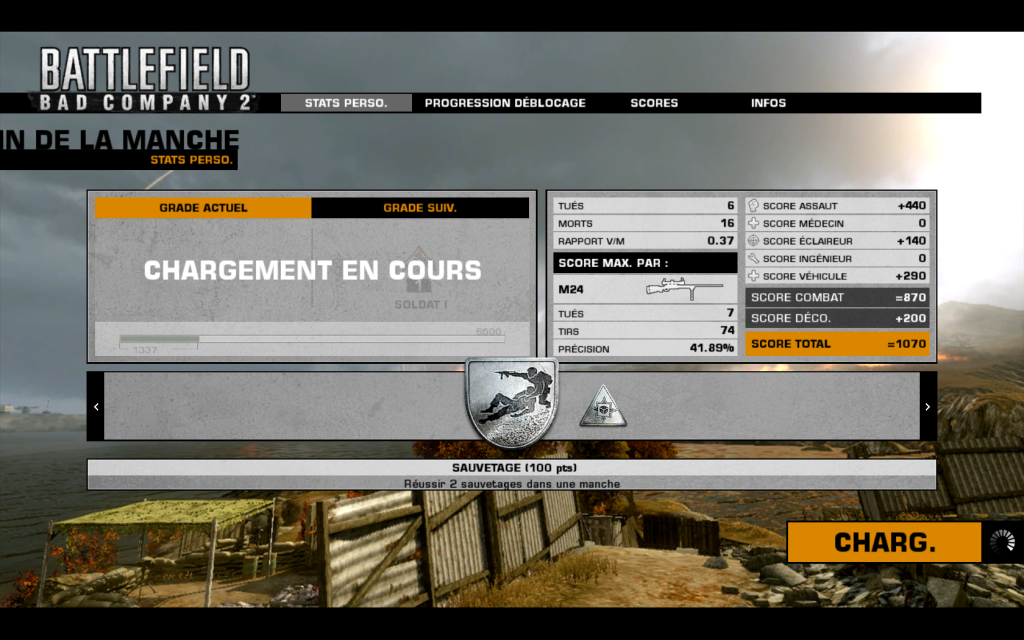 BATTLEFIELD
BAD COMPANY 2
STATS PERSO. PROGRESSION DÉBLOCAGE SCORES INFOS
IN DE LA MANCHE
STATS PERSO.
GRADE ACTUEL GRADE SUIV.
CHARGEMENT EN COURS
SOLDAT I
1337
TUÉS 6
MORTS 16
RAPPORT V/M 0.37
SCORE MAX. PAR :
M24
TUÉS 7
TIRS 74
PRÉCISION 41.89%
SCORE ASSAUT +440
SCORE MÉDECIN 0
SCORE ÉCLAIREUR +140
SCORE INGÉNIEUR 0
SCORE VÉHICULE +290
SCORE COMBAT =870
SCORE DÉCO. +200
SCORE TOTAL =1070
SAUVETAGE (100 pts)
Réussir 2 sauvetages dans une manche
CHARG.